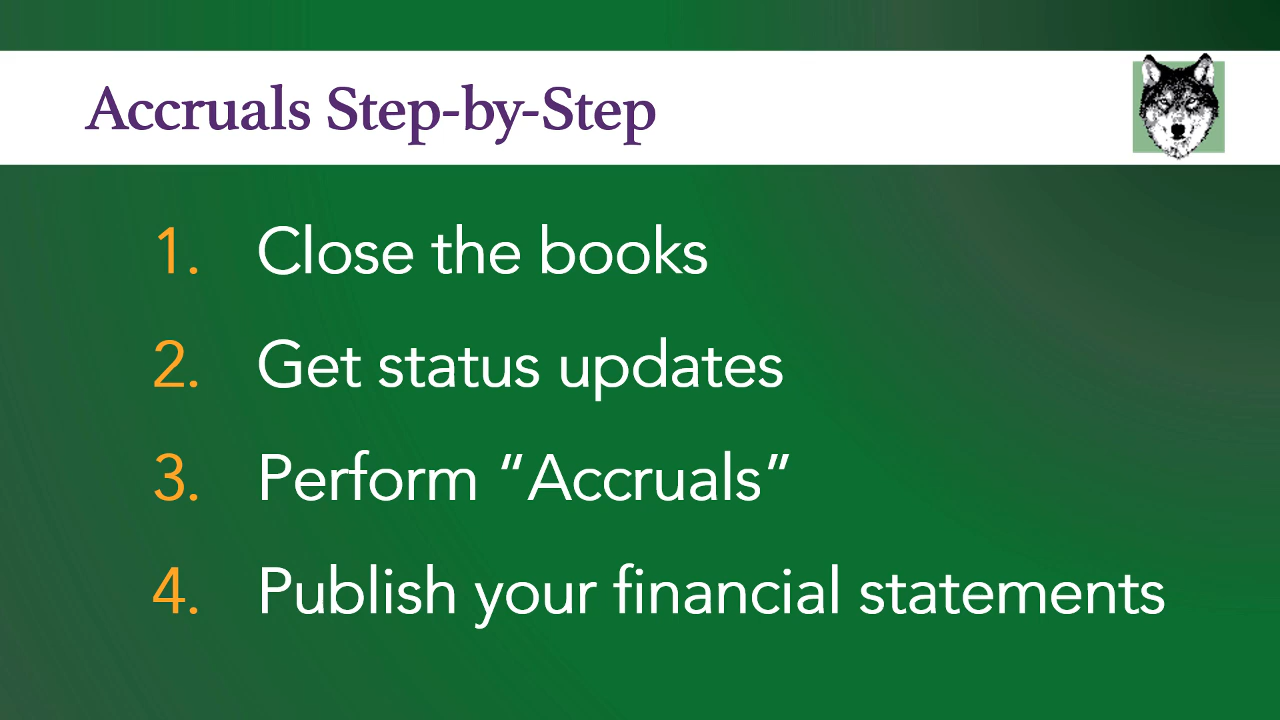 Accruals Step-by-Step
1. Close the books
2. Get status updates
3. Perform “Accruals”
4. Publish your financial statements